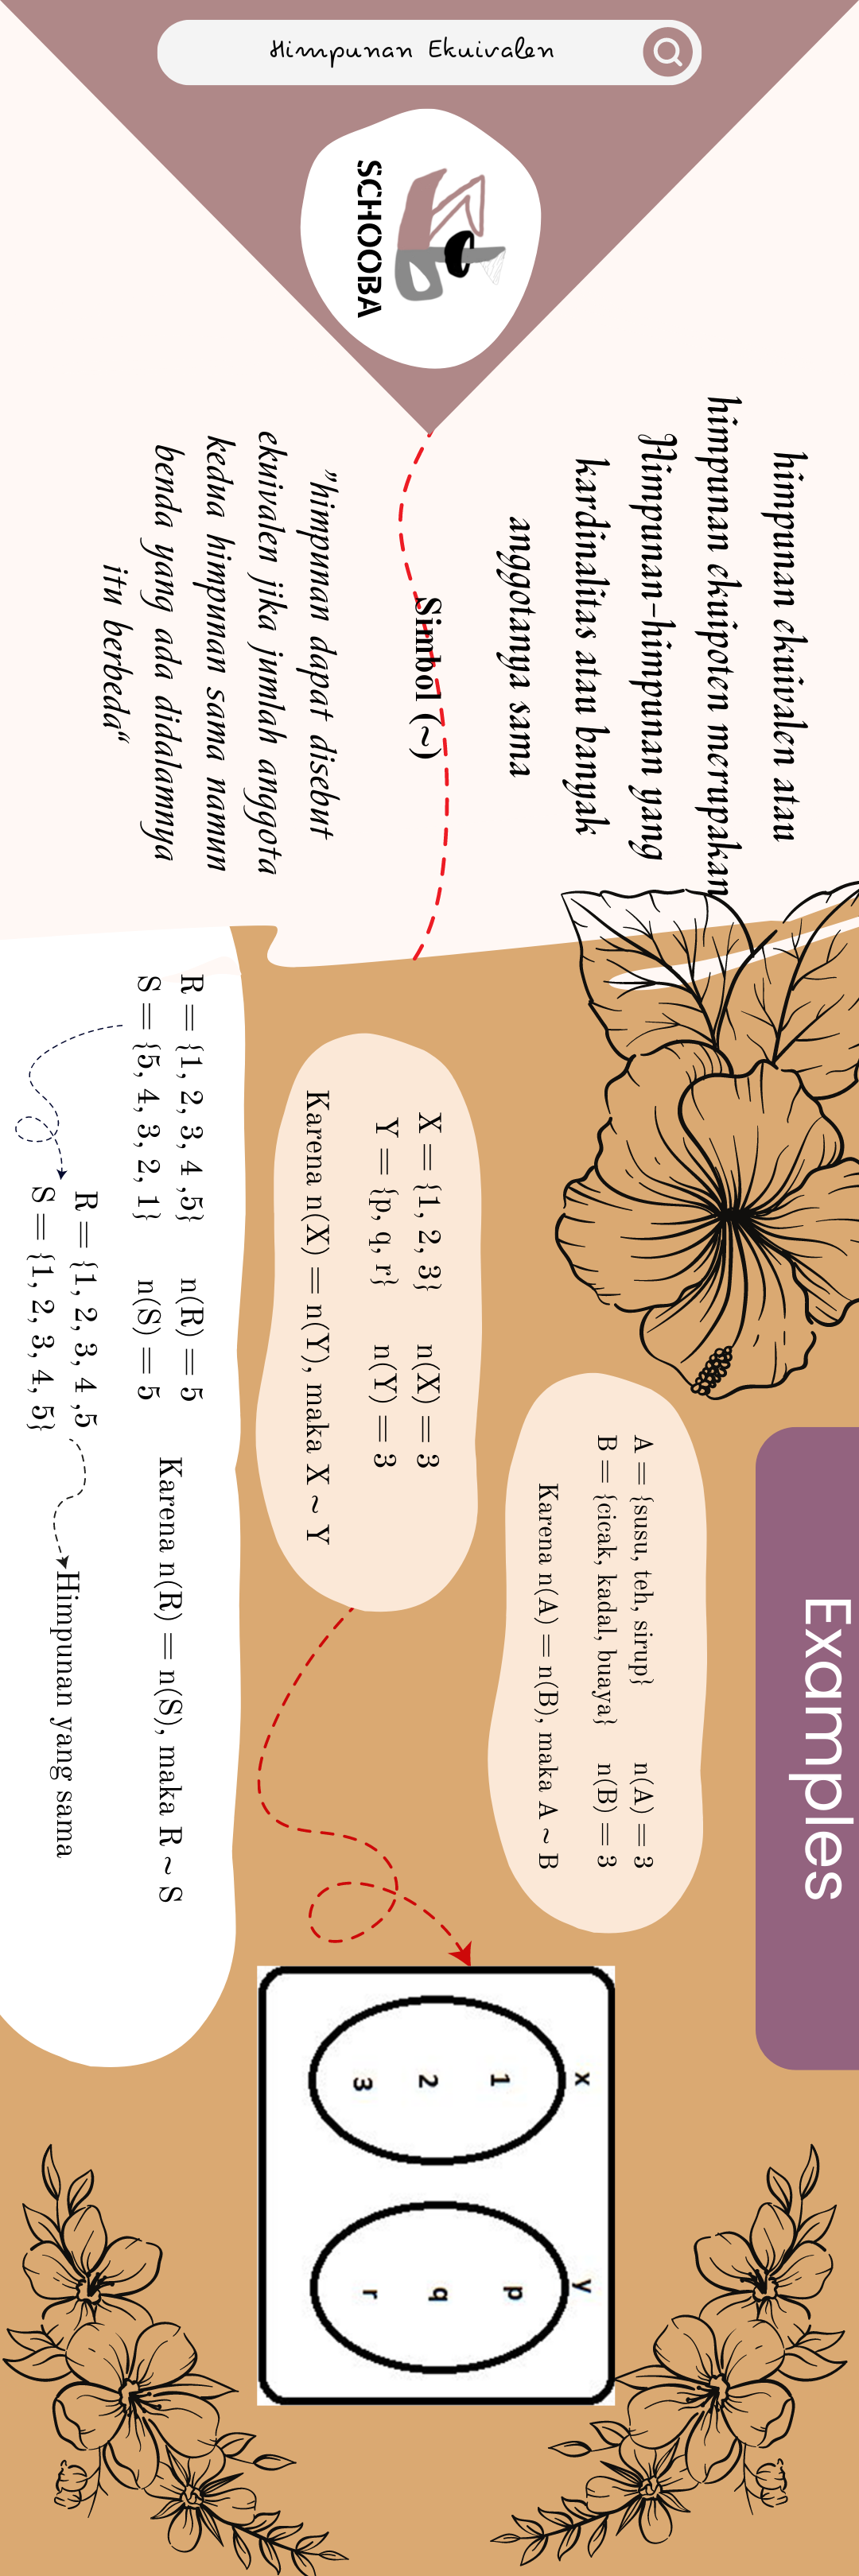 Himpunan Ekuivalen
SCHOOBA
himpunan ekuivalen atau
himpunan ekuipoten merupakan
Himpunan-himpunan yang
kardinalitas atau banyak
anggotanya sama
Simbol (~)
"himpunan dapat disebut
ekuivalen jika jumlah anggota
kedua himpunan sama namun
benda yang ada didalamnya
itu berbeda“
Examples
A = {susu, teh, sirup} n(A) = 3
B = {cicak, kadal, buaya} n(B) = 3
Karena n(A) = n(B), maka A ~ B
X = {1, 2, 3} n(X) = 3
Y = {p, q, r} n(Y) = 3
Karena n(X) = n(Y), maka X ~ Y
x y
1 p
2 q
3 r
R = {1, 2, 3, 4 ,5} n(R) = 5
S = {5, 4, 3, 2, 1} n(S) = 5
Karena n(R) = n(S), maka R ~ S
R = {1, 2, 3, 4 ,5
S = {1, 2, 3, 4, 5}
Himpunan yang sama